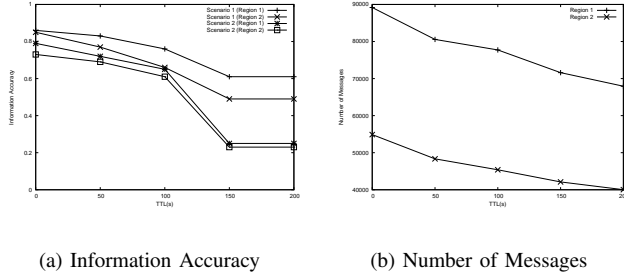 Scenario 1 (Region 1)
Scenario 1 (Region 2)
Scenario 2 (Region 1)
Scenario 2 (Region 2)
1
0.8
0.6
0.4
0.2
0
Information Accuracy
0 50 100 150 200
TTL(s)
(a) Information Accuracy
Region 1
Region 2
90000
80000
70000
60000
50000
40000
Number of Messages
0 50 100 150 200
TTL(s)
(b) Number of Messages